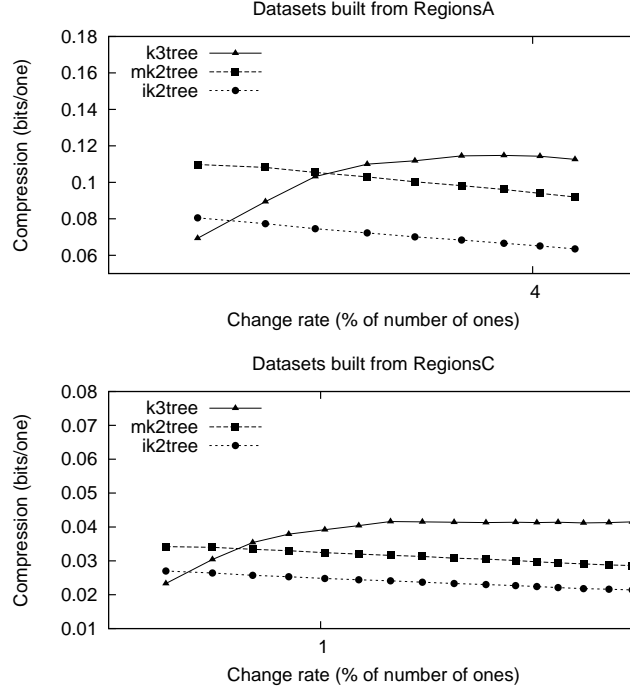 Datasets built from RegionsA
Compression (bits/one)
0.18
0.16
0.14
0.12
0.1
0.08
0.06
k3tree
mk2tree
ik2tree
4
Change rate (% of number of ones)
Datasets built from RegionsC
Compression (bits/one)
0.08
0.07
0.06
0.05
0.04
0.03
0.02
0.01
k3tree
mk2tree
ik2tree
1
Change rate (% of number of ones)